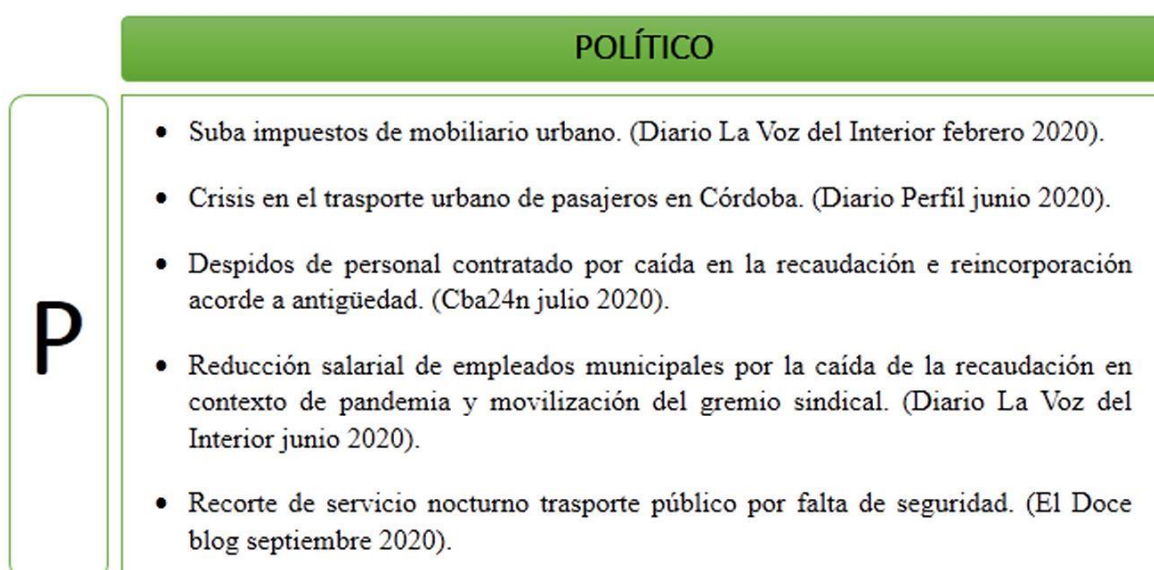 POLÍTICO
P
• Suba impuestos de mobiliario urbano. (Diario La Voz del Interior febrero 2020).
• Crisis en el trasporte urbano de pasajeros en Córdoba. (Diario Perfil junio 2020).
• Despidos de personal contratado por caída en la recaudación e reincorporación
acorde a antigüedad. (Cba24n julio 2020).
• Reducción salarial de empleados municipales por la caída de la recaudación en
contexto de pandemia y movilización del gremio sindical. (Diario La Voz del
Interior junio 2020).
• Recorte de servicio nocturno trasporte público por falta de seguridad. (El Doce
blog septiembre 2020).